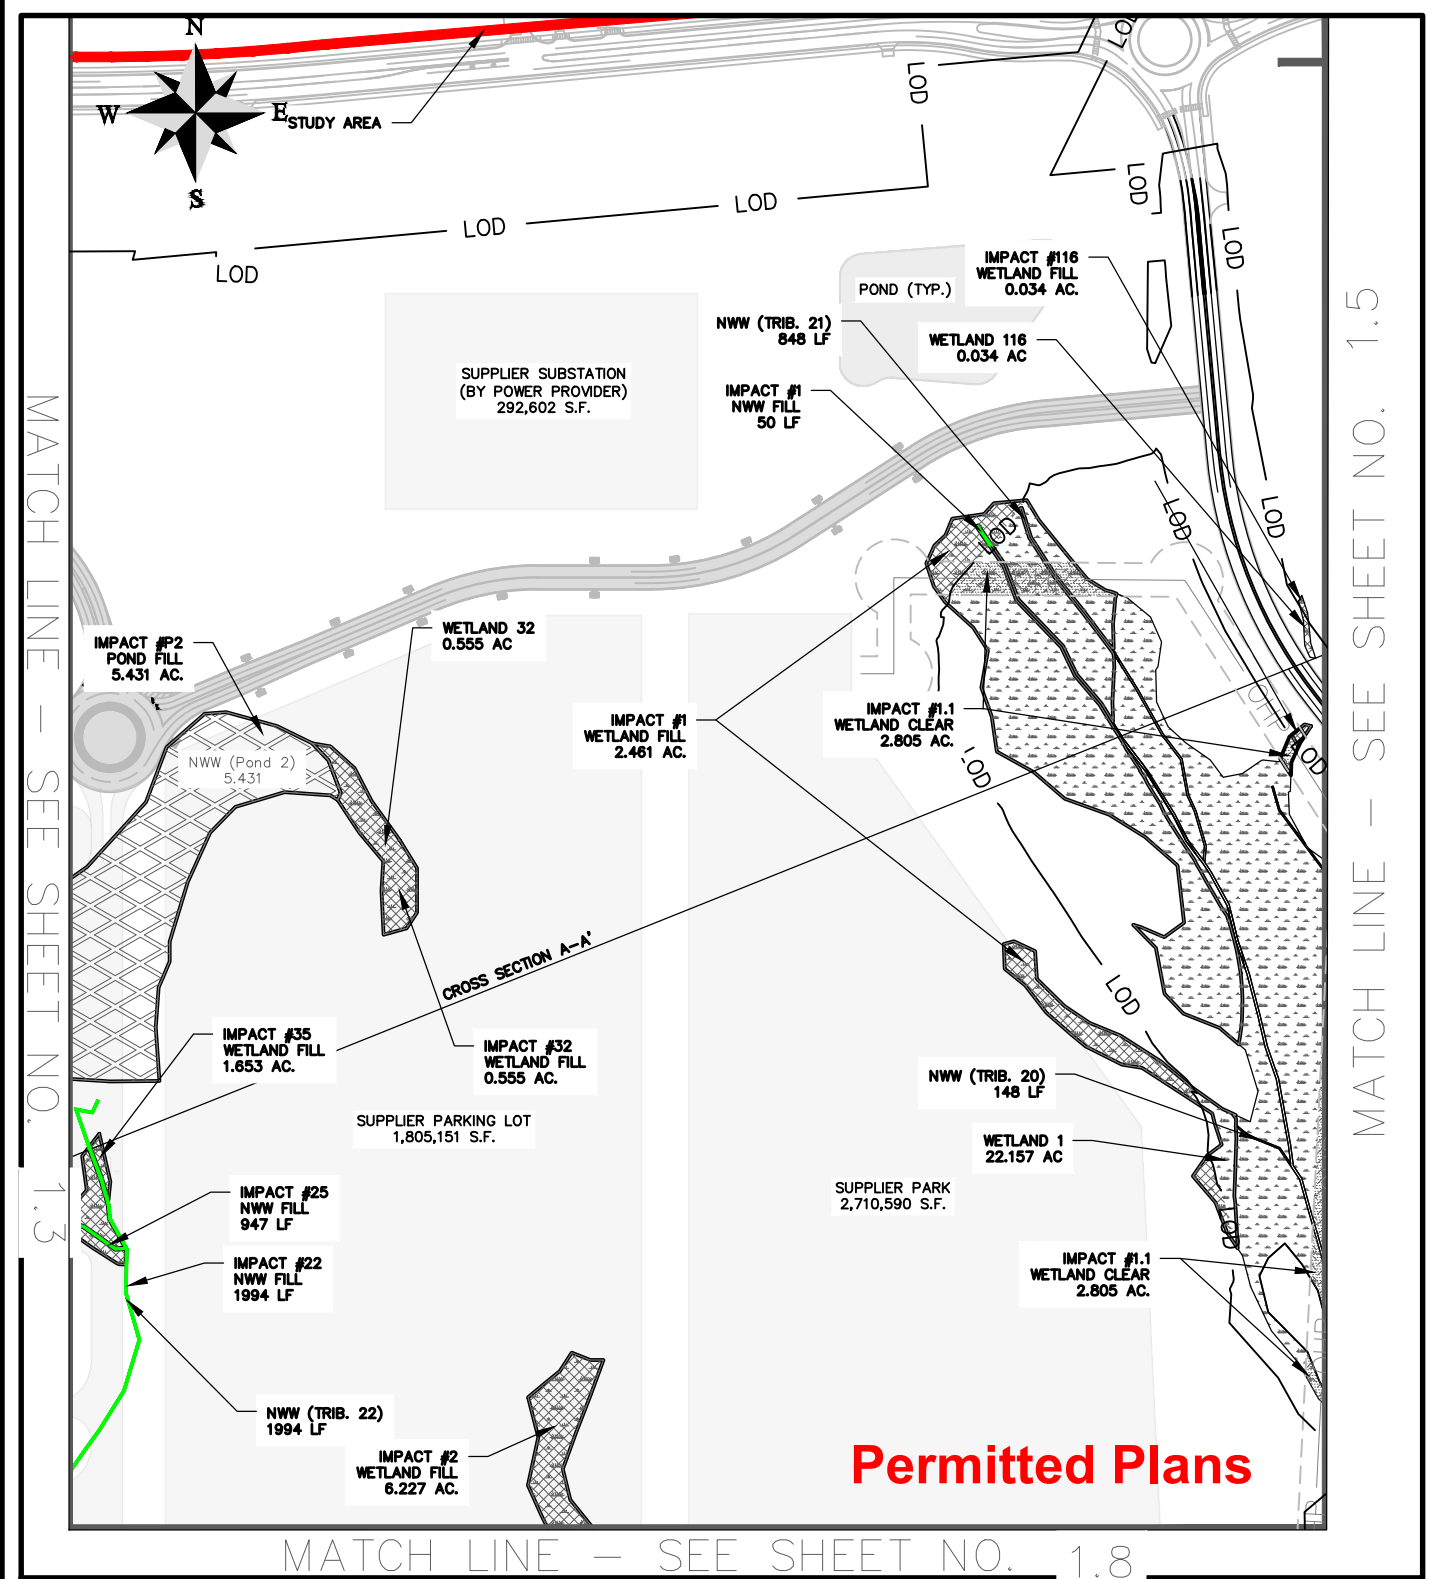 N
W
E
S
STUDY AREA
LOD
LOD
LOD
LOD
LOD
LOD
LOD
LOD
IMPACT #116
WETLAND FILL
0.034 AC.
POND (TYP.)
NWW (TRIB. 21)
848 LF
WETLAND 116
0.034 AC
SUPPLIER SUBSTATION
(BY POWER PROVIDER)
292,602 S.F.
IMPACT #1
NWW FILL
50 LF
LOD
LOD
LOD
WETLAND 32
0.555 AC
IMPACT #P2
POND FILL
5.431 AC.
IMPACT #1
WETLAND FILL
2.461 AC.
IMPACT #1.1
WETLAND CLEAR
2.805 AC.
NWW (Pond 2)
5.431
LOD
LOD
CROSS SECTION A-A'
LOD
IMPACT #35
WETLAND FILL
1.653 AC.
IMPACT #32
WETLAND FILL
0.555 AC.
NWW (TRIB. 20)
148 LF
SUPPLIER PARKING LOT
1,805,151 S.F.
WETLAND 1
22.157 AC
IMPACT #25
NWW FILL
947 LF
SUPPLIER PARK
2,710,590 S.F.
LOD
IMPACT #22
NWW FILL
1994 LF
IMPACT #1.1
WETLAND CLEAR
2.805 AC.
NWW (TRIB. 22)
1994 LF
IMPACT #2
WETLAND FILL
6.227 AC.
Permitted Plans
MATCH LINE - SEE SHEET NO. 1.3
MATCH LINE - SEE SHEET NO. 1.5
MATCH LINE - SEE SHEET NO. 1.8